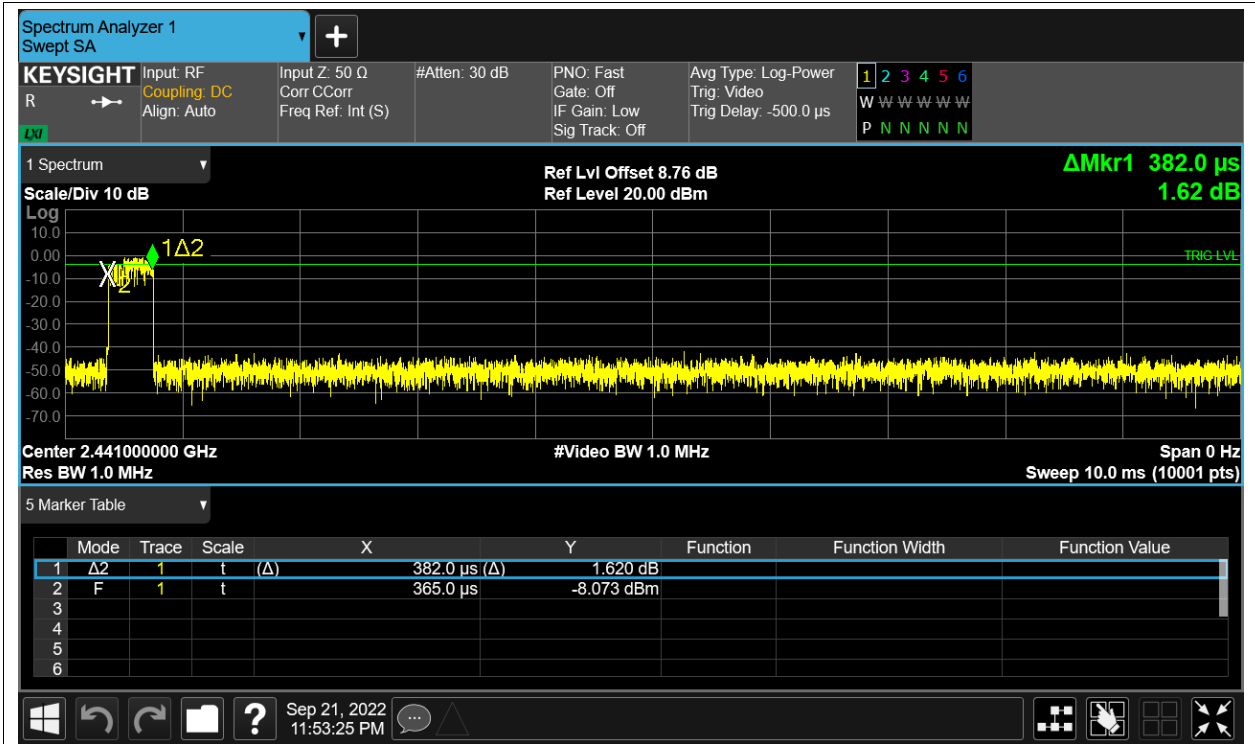 Spectrum Analyzer 1
Swept SA
KEYSIGHT
R
LXI
Input: RF
Coupling: DC
Align: Auto
Input Z: 50 Ω
Corr CCorr
Freq Ref: Int (S)
#Atten: 30 dB
PNO: Fast
Gate: Off
IF Gain: Low
Sig Track: Off
Avg Type: Log-Power
Trig: Video
Trig Delay: -500.0 µs
1 2 3 4 5 6
W W W W W W
P N N N N N
1 Spectrum
Scale/Div 10 dB
Ref Lvl Offset 8.76 dB
Ref Level 20.00 dBm
ΔMkr1 382.0 µs
1.62 dB
Log
10.0
0.00
-10.0
-20.0
-30.0
-40.0
-50.0
-60.0
-70.0
1Δ2
X2
TRIG LVL
Center 2.441000000 GHz
Res BW 1.0 MHz
#Video BW 1.0 MHz
Span 0 Hz
Sweep 10.0 ms (10001 pts)
5 Marker Table
Mode Trace Scale X Y Function Function Width Function Value
1 Δ2 1 t (Δ) 382.0 µs (Δ) 1.620 dB
2 F 1 t 365.0 µs -8.073 dBm
3
4
5
6
?
Sep 21, 2022
11:53:25 PM